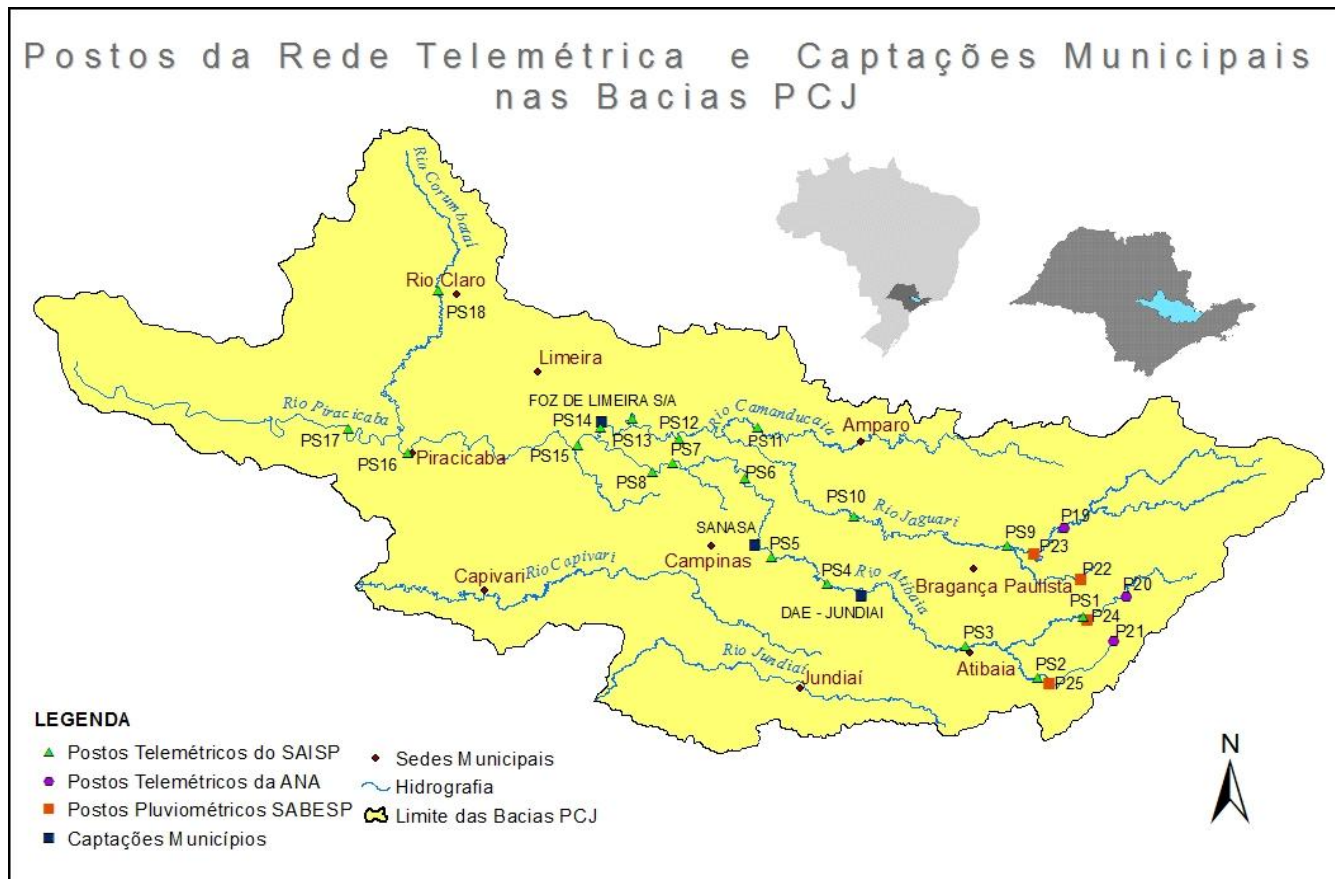 Postos da Rede Telemétrica e Captações Municipais
nas Bacias PCJ
Rio Corumbataí
Rio Claro
PS18
Limeira
FOZ DE LIMEIRA S/A
Rio Piracicaba
PS17
PS16
Piracicaba
PS15
PS14
PS13
PS12
Rio Camanducaia
PS11
Amparo
PS8
PS7
PS6
PS10
Rio Jaguari
PS9
P19
P23
SANASA
PS5
Campinas
Capivari
Rio Capivari
PS4
Rio Atibaia
DAE - JUNDIAI
Bragança Paulista
P22
P20
PS1
P24
P21
PS3
Atibaia
PS2
P25
Rio Jundiaí
Jundiaí
LEGENDA
Postos Telemétricos do SAISP
Postos Telemétricos da ANA
Postos Pluviométricos SABESP
Captações Municípios
Sedes Municipais
Hidrografia
Limite das Bacias PCJ
N